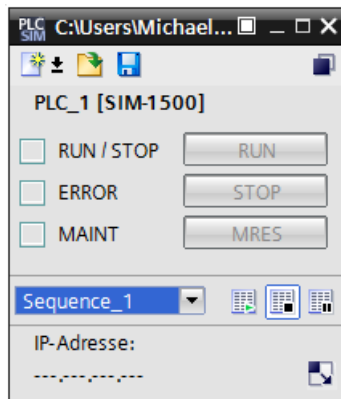 PLC SIM C:\Users\Michael...
PLC_1 [SIM-1500]
RUN / STOP RUN
ERROR STOP
MAINT MRES
Sequence_1
IP-Adresse:
---.---.---.---